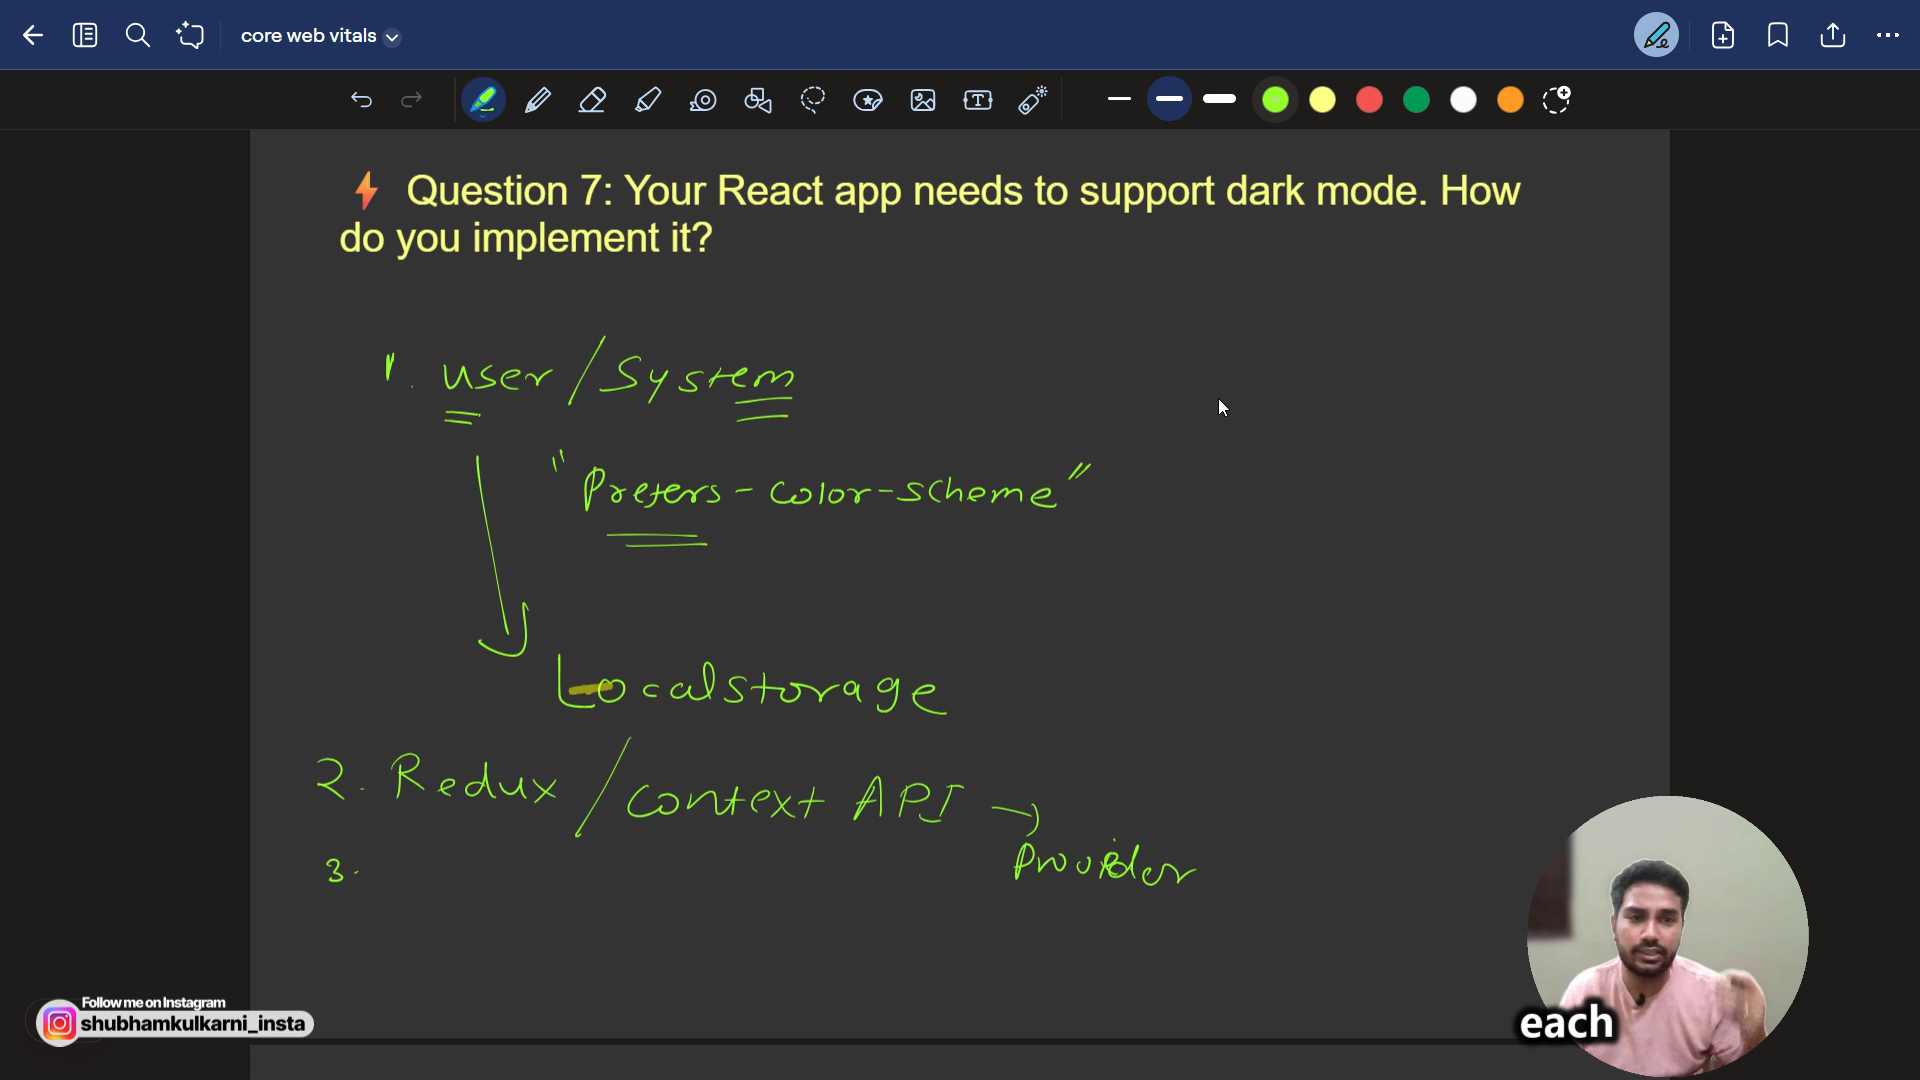 core web vitals
⚡ Question 7: Your React app needs to support dark mode. How
do you implement it?
1. user / System
"Prefers-color-scheme"
Localstorage
2. Redux / context API →
Provider
3.
Follow me on Instagram
shubhamkulkarni_insta
each